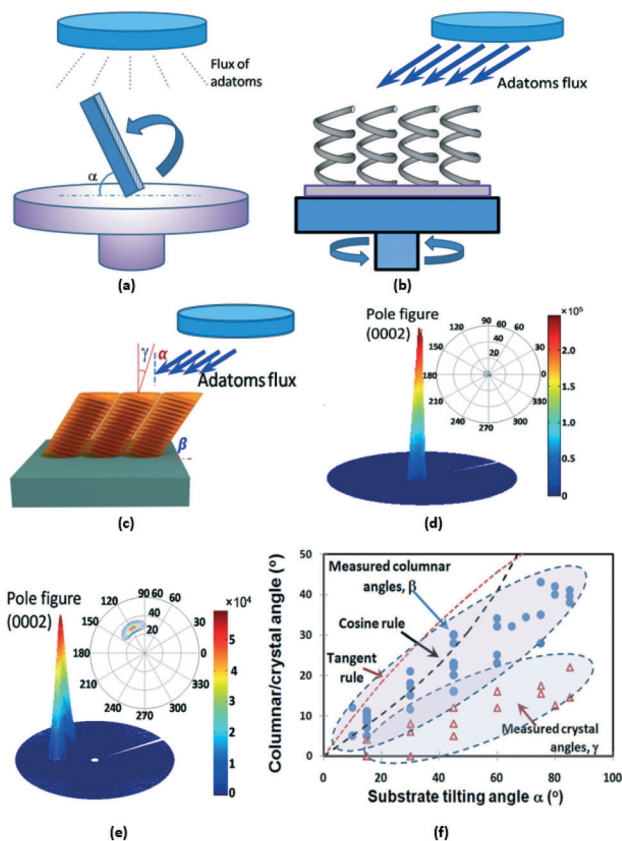 Flux of
adatoms
α
(a)
Adatoms flux
(b)
γ
α
Adatoms flux
β
(c)
Pole figure
(0002)
90
120
60
60
40
150
20
30
180
0
210
330
240
300
270
×10⁵
2.0
1.5
1.0
0.5
0
(d)
Pole figure
(0002)
90
120
60
40
150
20
30
180
0
210
330
240
300
270
×10⁴
5
4
3
2
1
0
(e)
Columnar/crystal angle (°)
50
40
30
20
10
0
Measured columnar
angles, β
Cosine rule
Tangent
rule
Measured crystal
angles, γ
0 20 40 60 80 100
Substrate tilting angle α (°)
(f)